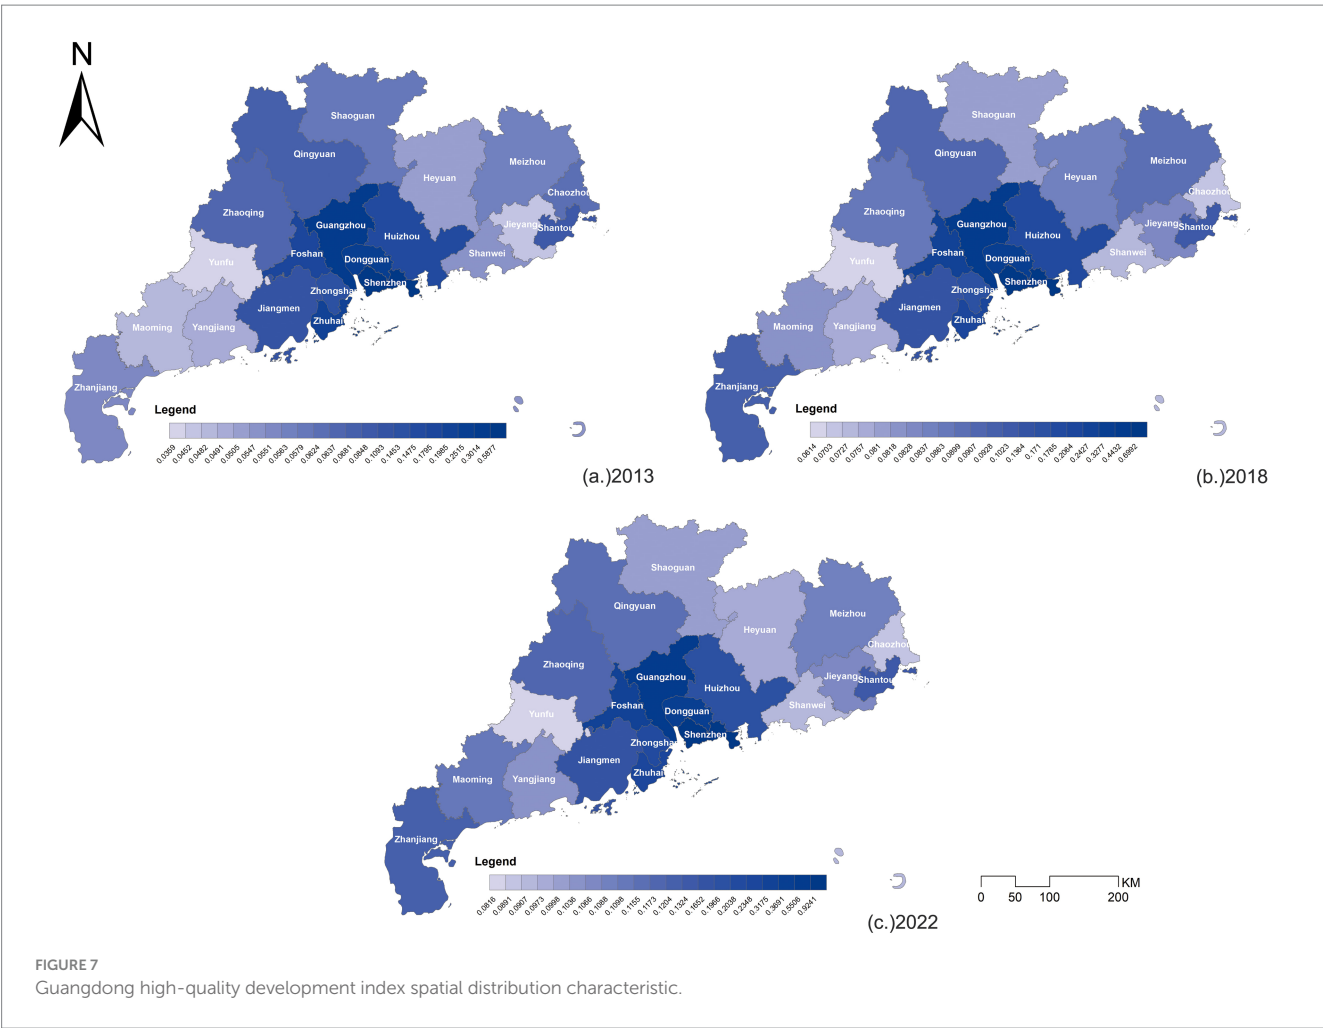 N
Shaoguan
Qingyuan
Heyuan
Meizhou
Chaozhou
Zhaoqing
Guangzhou
Huizhou
Jieyang
Shantou
Foshan
Dongguan
Shanwei
Yunfu
Shenzhen
Zhongsha
Jiangmen
Zhuhai
Maoming
Yangjiang
Zhanjiang
Legend
0.0359 0.0452 0.0482 0.0491 0.0505 0.0547 0.0551 0.0563 0.0579 0.0624 0.0637 0.0681 0.0846 0.1093 0.1453 0.1475 0.1795 0.1985 0.2515 0.3014 0.5877
(a.)2013
Shaoguan
Qingyuan
Meizhou
Heyuan
Chaozhou
Zhaoqing
Guangzhou
Jieyang
Shantou
Huizhou
Foshan
Shanwei
Dongguan
Yunfu
Shenzhen
Zhongsha
Jiangmen
Zhuhai
Maoming
Yangjiang
Zhanjiang
Legend
0.0614 0.0703 0.0727 0.0757 0.081 0.0818 0.0828 0.0837 0.0863 0.0899 0.0907 0.0928 0.1023 0.1364 0.171 0.1765 0.2064 0.2427 0.3277 0.4432 0.6992
(b.)2018
Shaoguan
Qingyuan
Meizhou
Heyuan
Chaozhou
Zhaoqing
Guangzhou
Jieyang
Shantou
Huizhou
Foshan
Shanwei
Dongguan
Yunfu
Shenzhen
Zhongsha
Jiangmen
Zhuhai
Maoming
Yangjiang
Zhanjiang
Legend
0.0816 0.0891 0.0907 0.0973 0.0998 0.1036 0.1066 0.1088 0.1098 0.1155 0.1173 0.1204 0.1324 0.1652 0.1966 0.2038 0.2348 0.3175 0.3691 0.5506 0.9241
KM
0 50 100 200
(c.)2022
FIGURE 7
Guangdong high-quality development index spatial distribution characteristic.